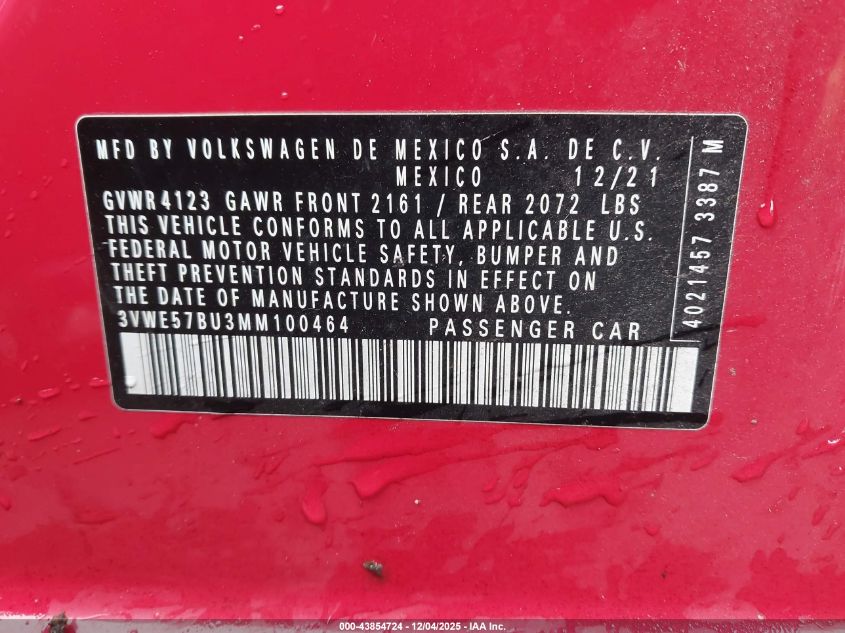 MFD BY VOLKSWAGEN DE MEXICO S.A. DE C.V.
MEXICO 12/21
GVWR 4123 GAWR FRONT 2161 / REAR 2072 LBS
THIS VEHICLE CONFORMS TO ALL APPLICABLE U.S.
FEDERAL MOTOR VEHICLE SAFETY, BUMPER AND
THEFT PREVENTION STANDARDS IN EFFECT ON
THE DATE OF MANUFACTURE SHOWN ABOVE.
3VWE57BU3MM100464 PASSENGER CAR
4021457 3387 M
000-43854724 - 12/04/2025 - IAA Inc.